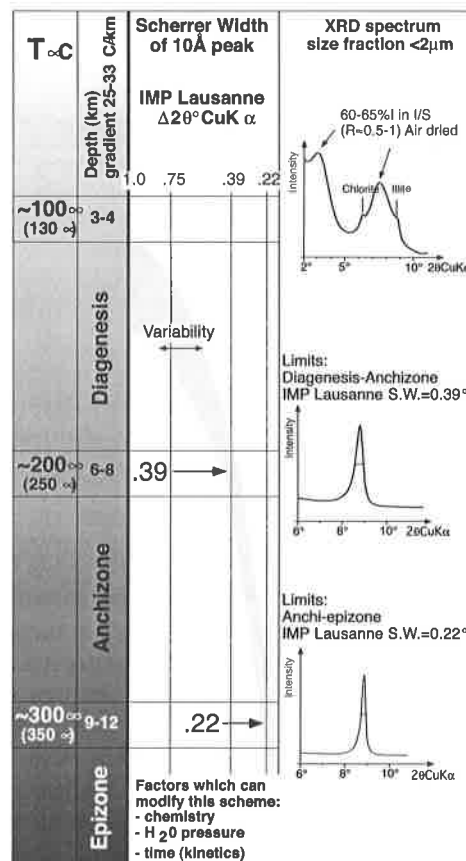 T∝C
Depth (km)
gradient 25-33 C/km
Scherrer Width
of 10Å peak
IMP Lausanne
Δ2θ°CuK α
1.0 .75 .39 .22
XRD spectrum
size fraction <2μm
60-65%I in I/S
(R=0.5-1) Air dried
Intensity
Chlorite
Illite
2° 5° 10° 2θCuKα
~100∞
(130 ∞)
3-4
Diagenesis
Variability
Limits:
Diagenesis-Anchizone
IMP Lausanne S.W.=0.39°
Intensity
6° 8° 10° 2θCuKα
~200∞
(250 ∞)
6-8
.39
Anchizone
Limits:
Anchi-epizone
IMP Lausanne S.W.=0.22°
Intensity
6° 8° 10° 2θCuKα
~300∞
(350 ∞)
9-12
.22
Epizone
Factors which can
modify this scheme:
- chemistry
- H₂0 pressure
- time (kinetics)